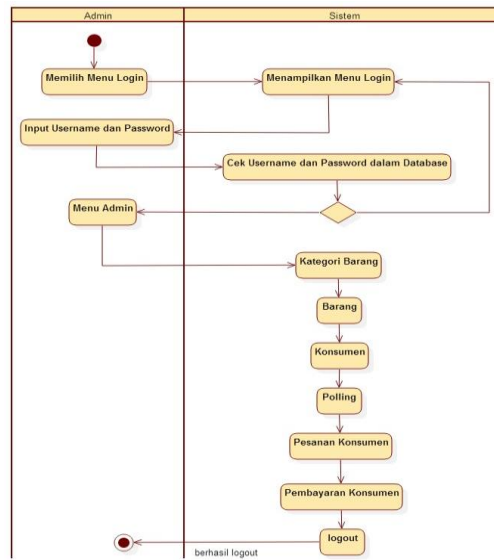 Admin
Sistem
Memilih Menu Login
Menampilkan Menu Login
Input Username dan Password
Cek Username dan Password dalam Database
Menu Admin
Kategori Barang
Barang
Konsumen
Polling
Pesanan Konsumen
Pembayaran Konsumen
logout
berhasil logout